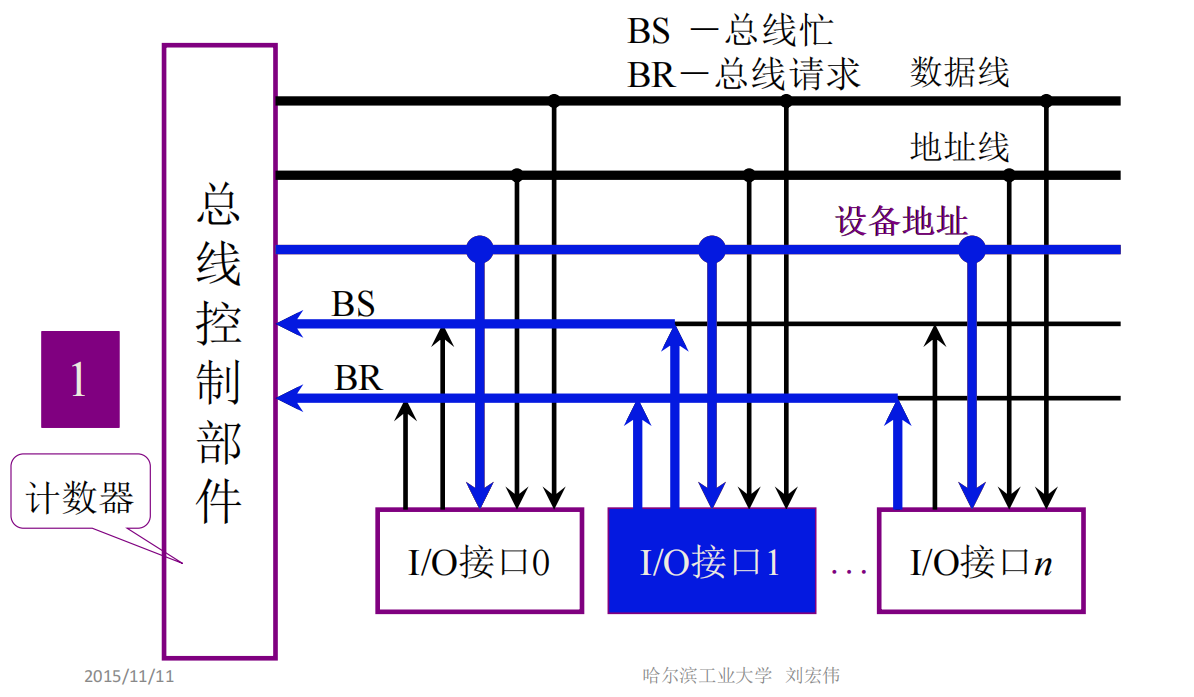 BS －总线忙
BR－总线请求
数据线
地址线
设备地址
BS
BR
总线控制部件
1
计数器
I/O接口0
I/O接口1
...
I/O接口n
2015/11/11
哈尔滨工业大学 刘宏伟